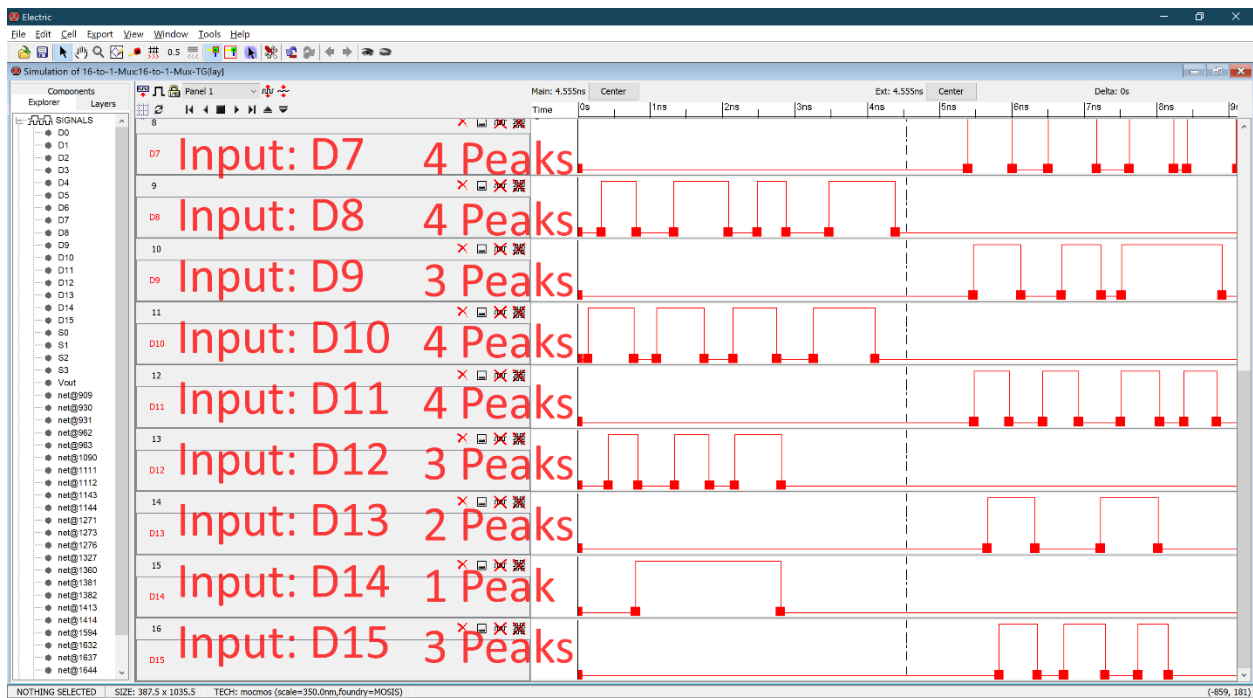 Electric
File Edit Cell Export View Window Tools Help
0.5
Simulation of 16-to-1-Mux:16-to-1-Mux-TG{lay}
Components
Explorer Layers
Panel 1
Main: 4.555ns Center Ext: 4.555ns Center Delta: 0s
Time 0s 1ns 2ns 3ns 4ns 5ns 6ns 7ns 8ns
SIGNALS
D0
D1
D2
D3
D4
D5
D6
D7
D8
D9
D10
D11
D12
D13
D14
D15
S0
S1
S2
S3
Vout
net@909
net@930
net@931
net@962
net@963
net@1090
net@1111
net@1112
net@1143
net@1144
net@1271
net@1273
net@1276
net@1327
net@1360
net@1381
net@1382
net@1413
net@1414
net@1594
net@1632
net@1637
net@1644
8
D7 Input: D7 4 Peaks
9
D8 Input: D8 4 Peaks
10
D9 Input: D9 3 Peaks
11
D10 Input: D10 4 Peaks
12
D11 Input: D11 4 Peaks
13
D12 Input: D12 3 Peaks
14
D13 Input: D13 2 Peaks
15
D14 Input: D14 1 Peak
16
D15 Input: D15 3 Peaks
NOTHING SELECTED SIZE: 387.5 x 1035.5 TECH: mocmos (scale=350.0nm,foundry=MOSIS) (-859, 181)